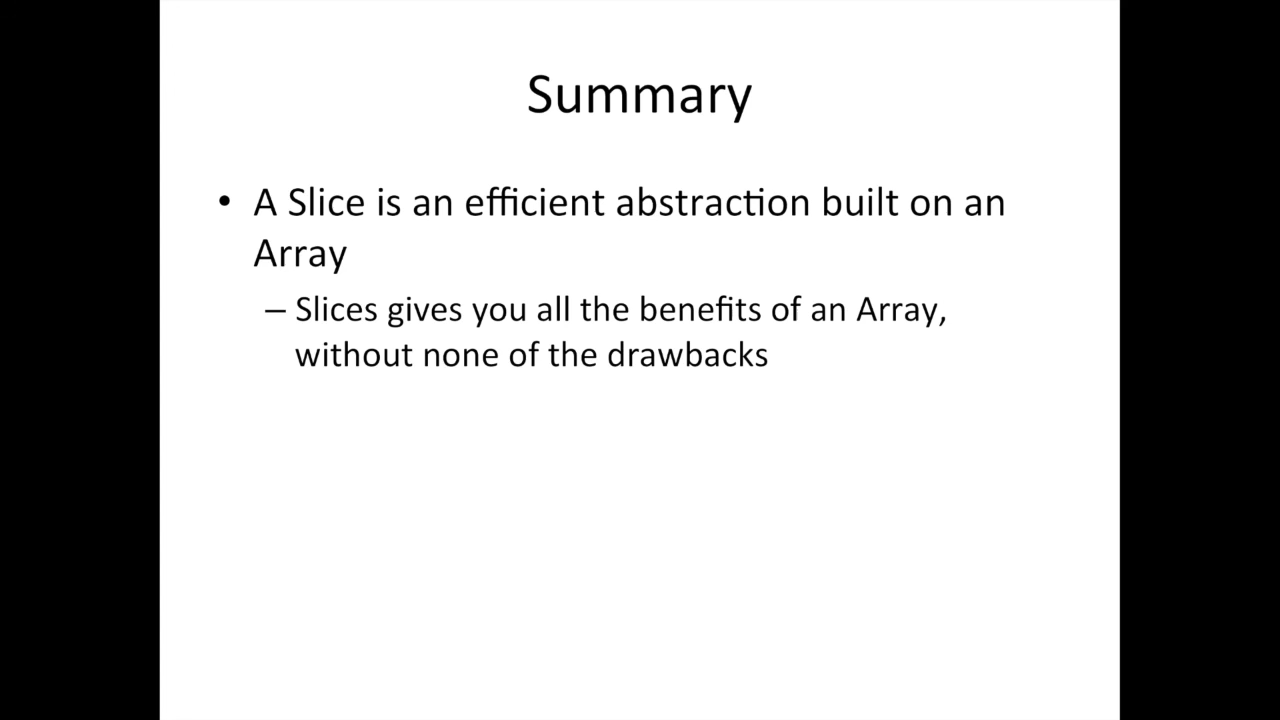 Summary
• A Slice is an efficient abstraction built on an
Array
– Slices gives you all the benefits of an Array,
without none of the drawbacks